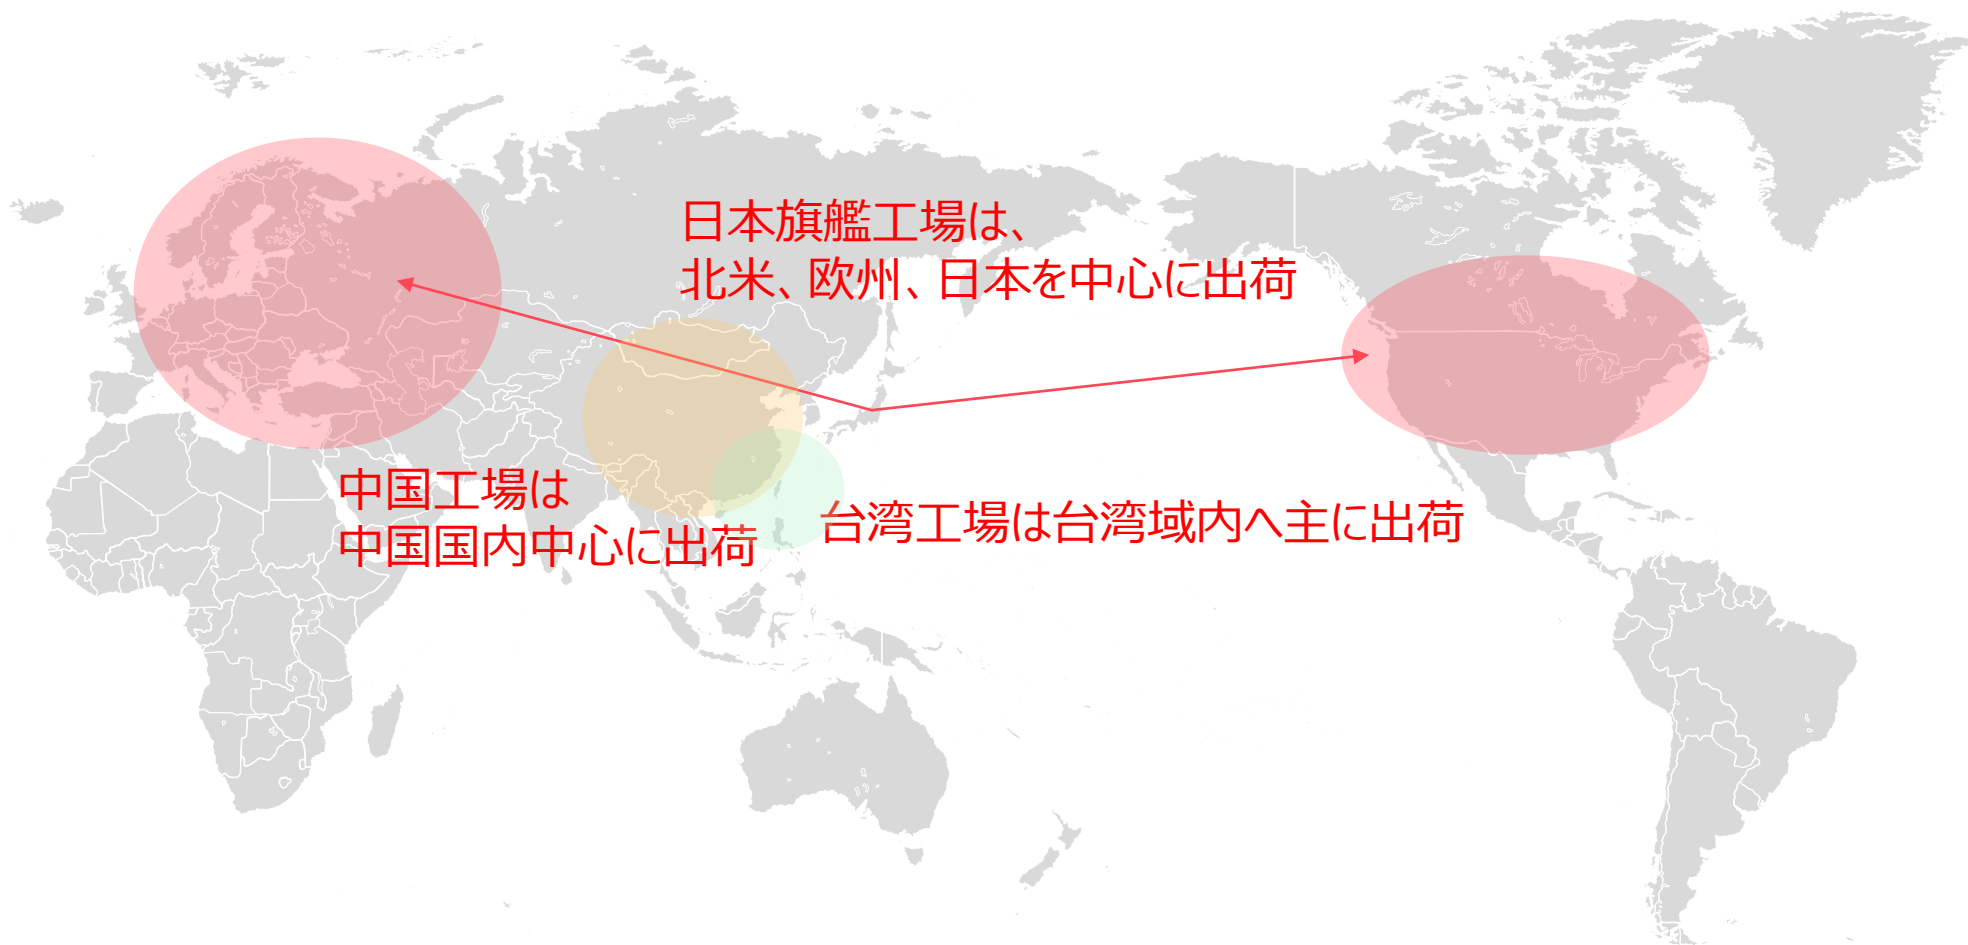 日本旗艦工場は、
北米、欧州、日本を中心に出荷
中国工場は
中国国内中心に出荷
台湾工場は台湾域内へ主に出荷